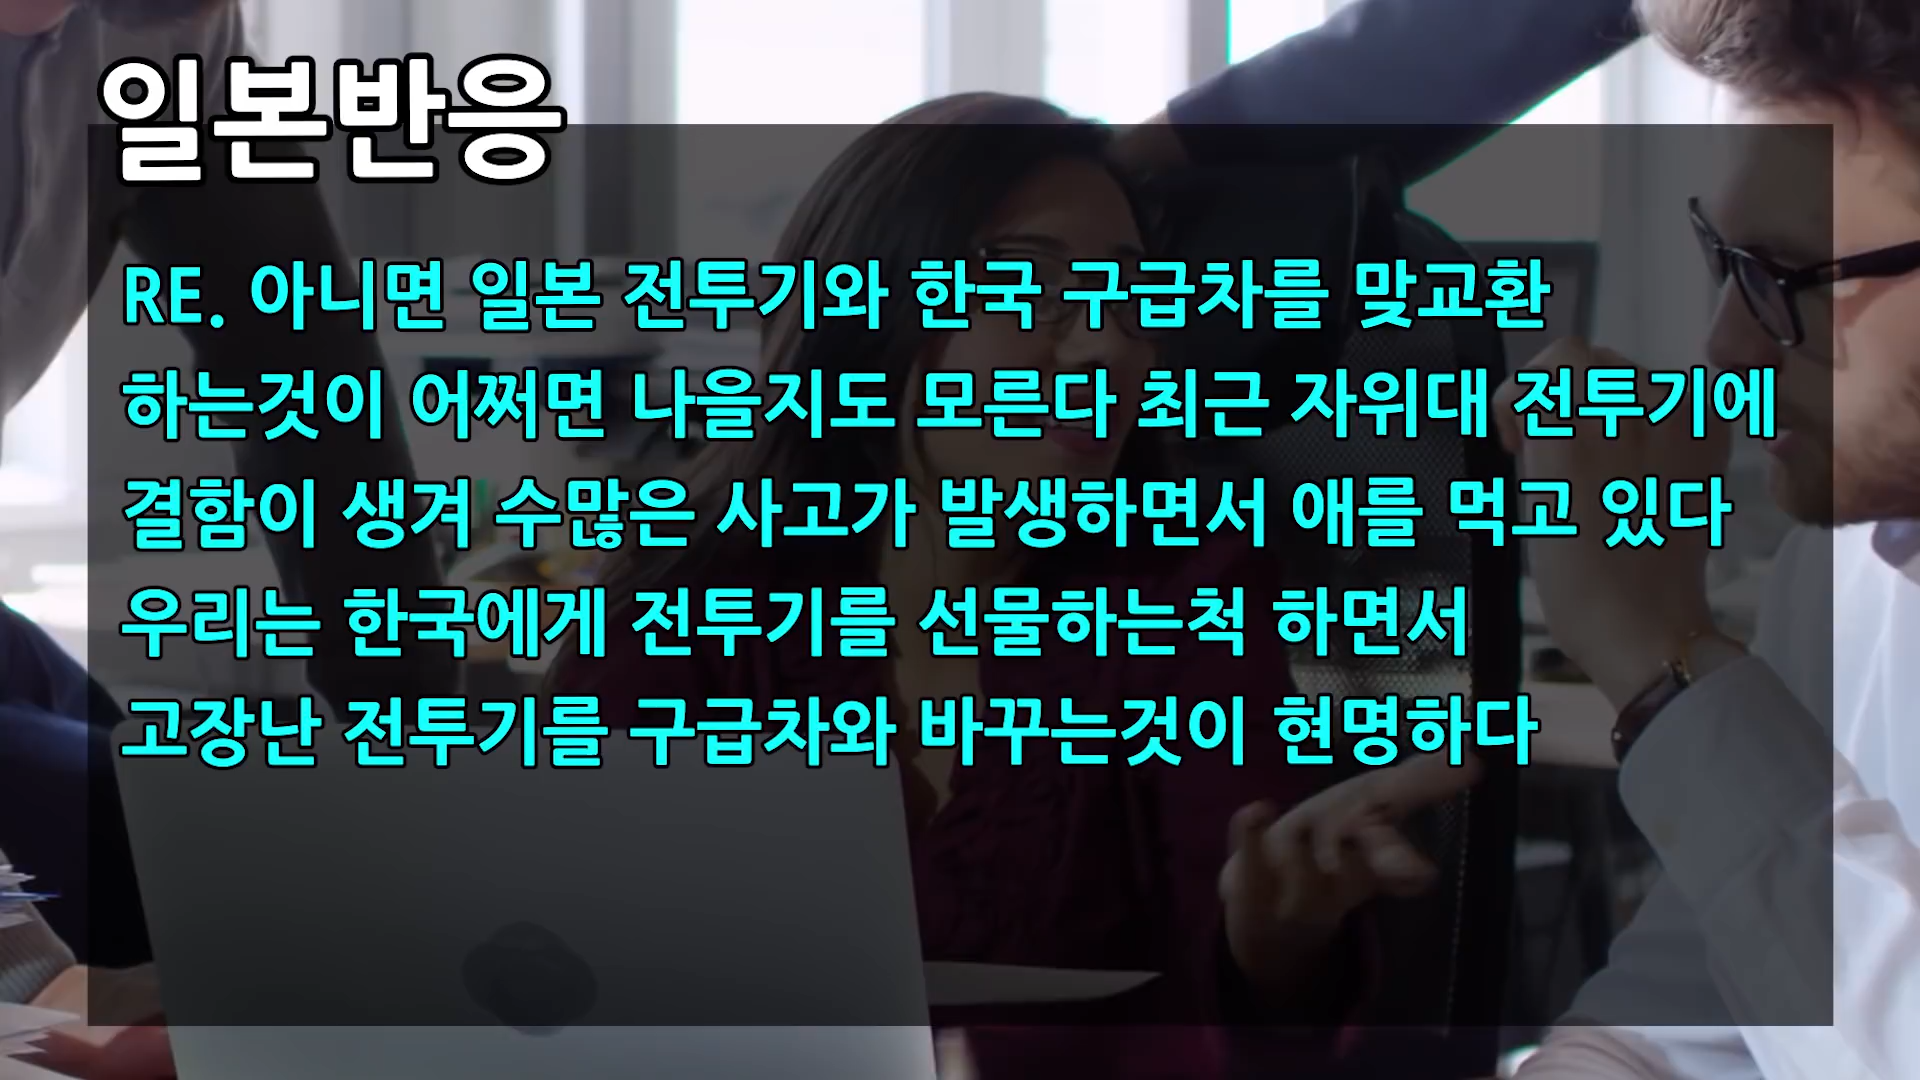 일본반응
RE. 아니면 일본 전투기와 한국 구급차를 맞교환
하는것이 어쩌면 나을지도 모른다 최근 자위대 전투기에
결함이 생겨 수많은 사고가 발생하면서 애를 먹고 있다
우리는 한국에게 전투기를 선물하는척 하면서
고장난 전투기를 구급차와 바꾸는것이 현명하다